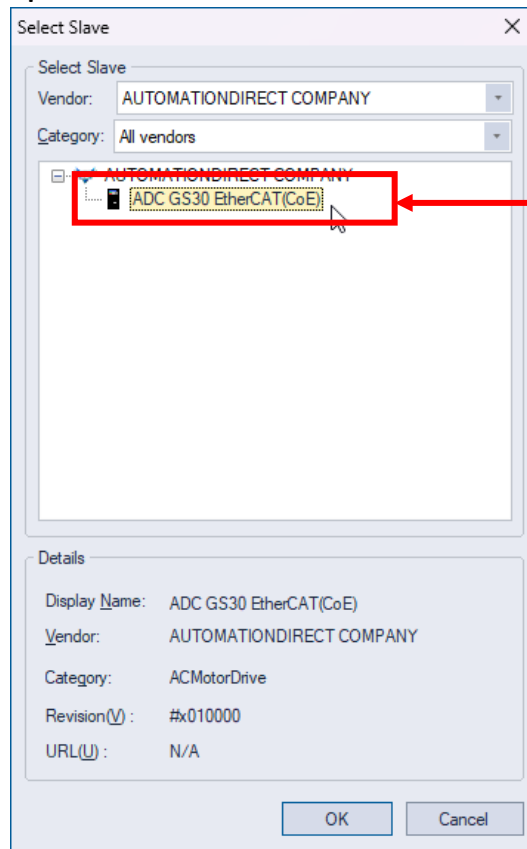 Select Slave
Select Slave
Vendor: AUTOMATIONDIRECT COMPANY
Category: All vendors
AUTOMATIONDIRECT COMPANY
ADC GS30 EtherCAT(CoE)
Details
Display Name: ADC GS30 EtherCAT(CoE)
Vendor: AUTOMATIONDIRECT COMPANY
Category: ACMotorDrive
Revision(V) : #x010000
URL(U) : N/A
OK Cancel